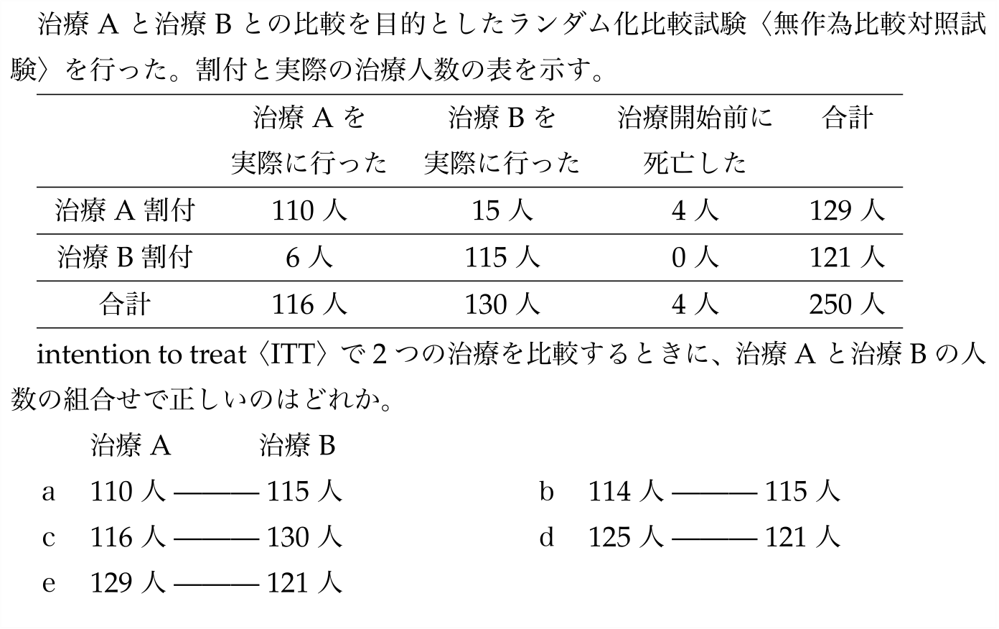 治療 A と治療 B との比較を目的としたランダム化比較試験〈無作為比較対照試
験〉を行った。割付と実際の治療人数の表を示す。
治療 A を 治療 B を 治療開始前に 合計
実際に行った 実際に行った 死亡した
治療 A 割付 110 人 15 人 4 人 129 人
治療 B 割付 6 人 115 人 0 人 121 人
合計 116 人 130 人 4 人 250 人
intention to treat〈ITT〉で 2 つの治療を比較するときに、治療 A と治療 B の人
数の組合せで正しいのはどれか。
治療 A 治療 B
a 110 人 ――― 115 人 b 114 人 ――― 115 人
c 116 人 ――― 130 人 d 125 人 ――― 121 人
e 129 人 ――― 121 人